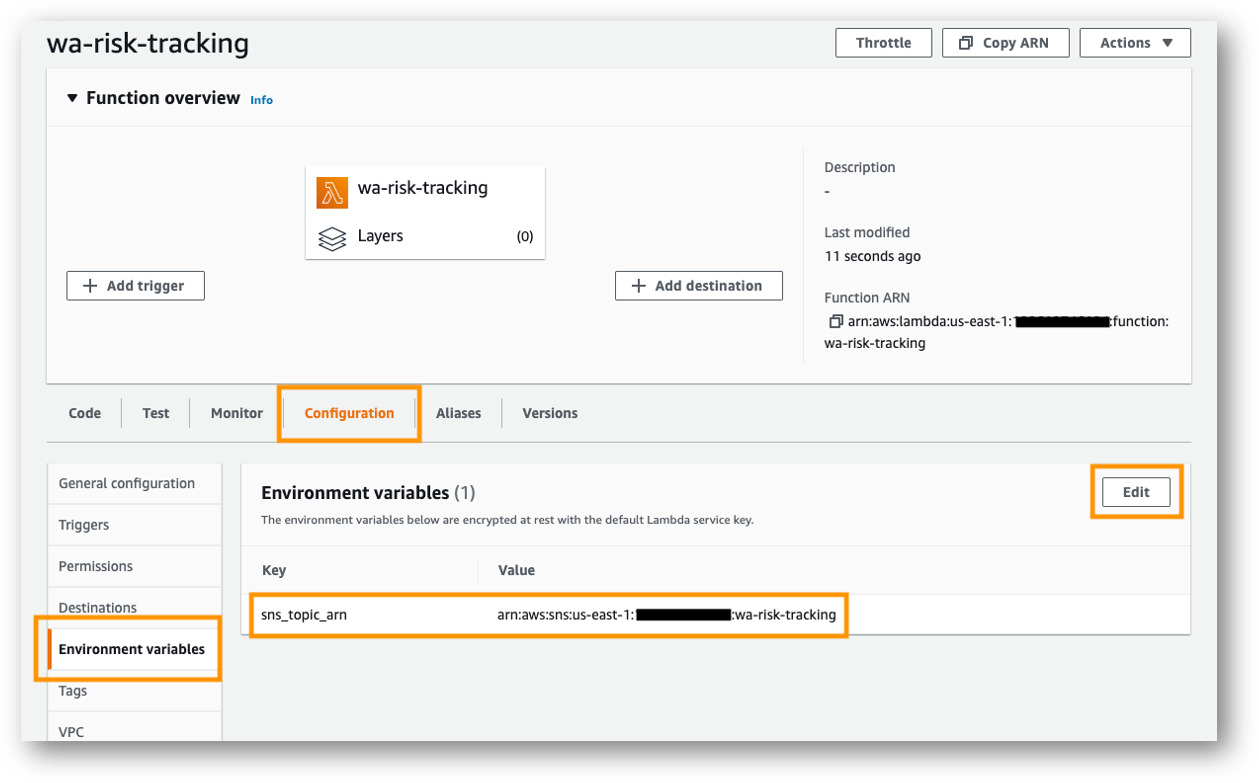 wa-risk-tracking
Throttle
Copy ARN
Actions
Function overview Info
wa-risk-tracking
Layers (0)
Add trigger
Add destination
Description
-
Last modified
11 seconds ago
Function ARN
arn:aws:lambda:us-east-1: :function:
wa-risk-tracking
Code
Test
Monitor
Configuration
Aliases
Versions
General configuration
Triggers
Permissions
Destinations
Environment variables
Tags
VPC
Environment variables (1)
Edit
The environment variables below are encrypted at rest with the default Lambda service key.
Key Value
sns_topic_arn arn:aws:sns:us-east-1: :wa-risk-tracking